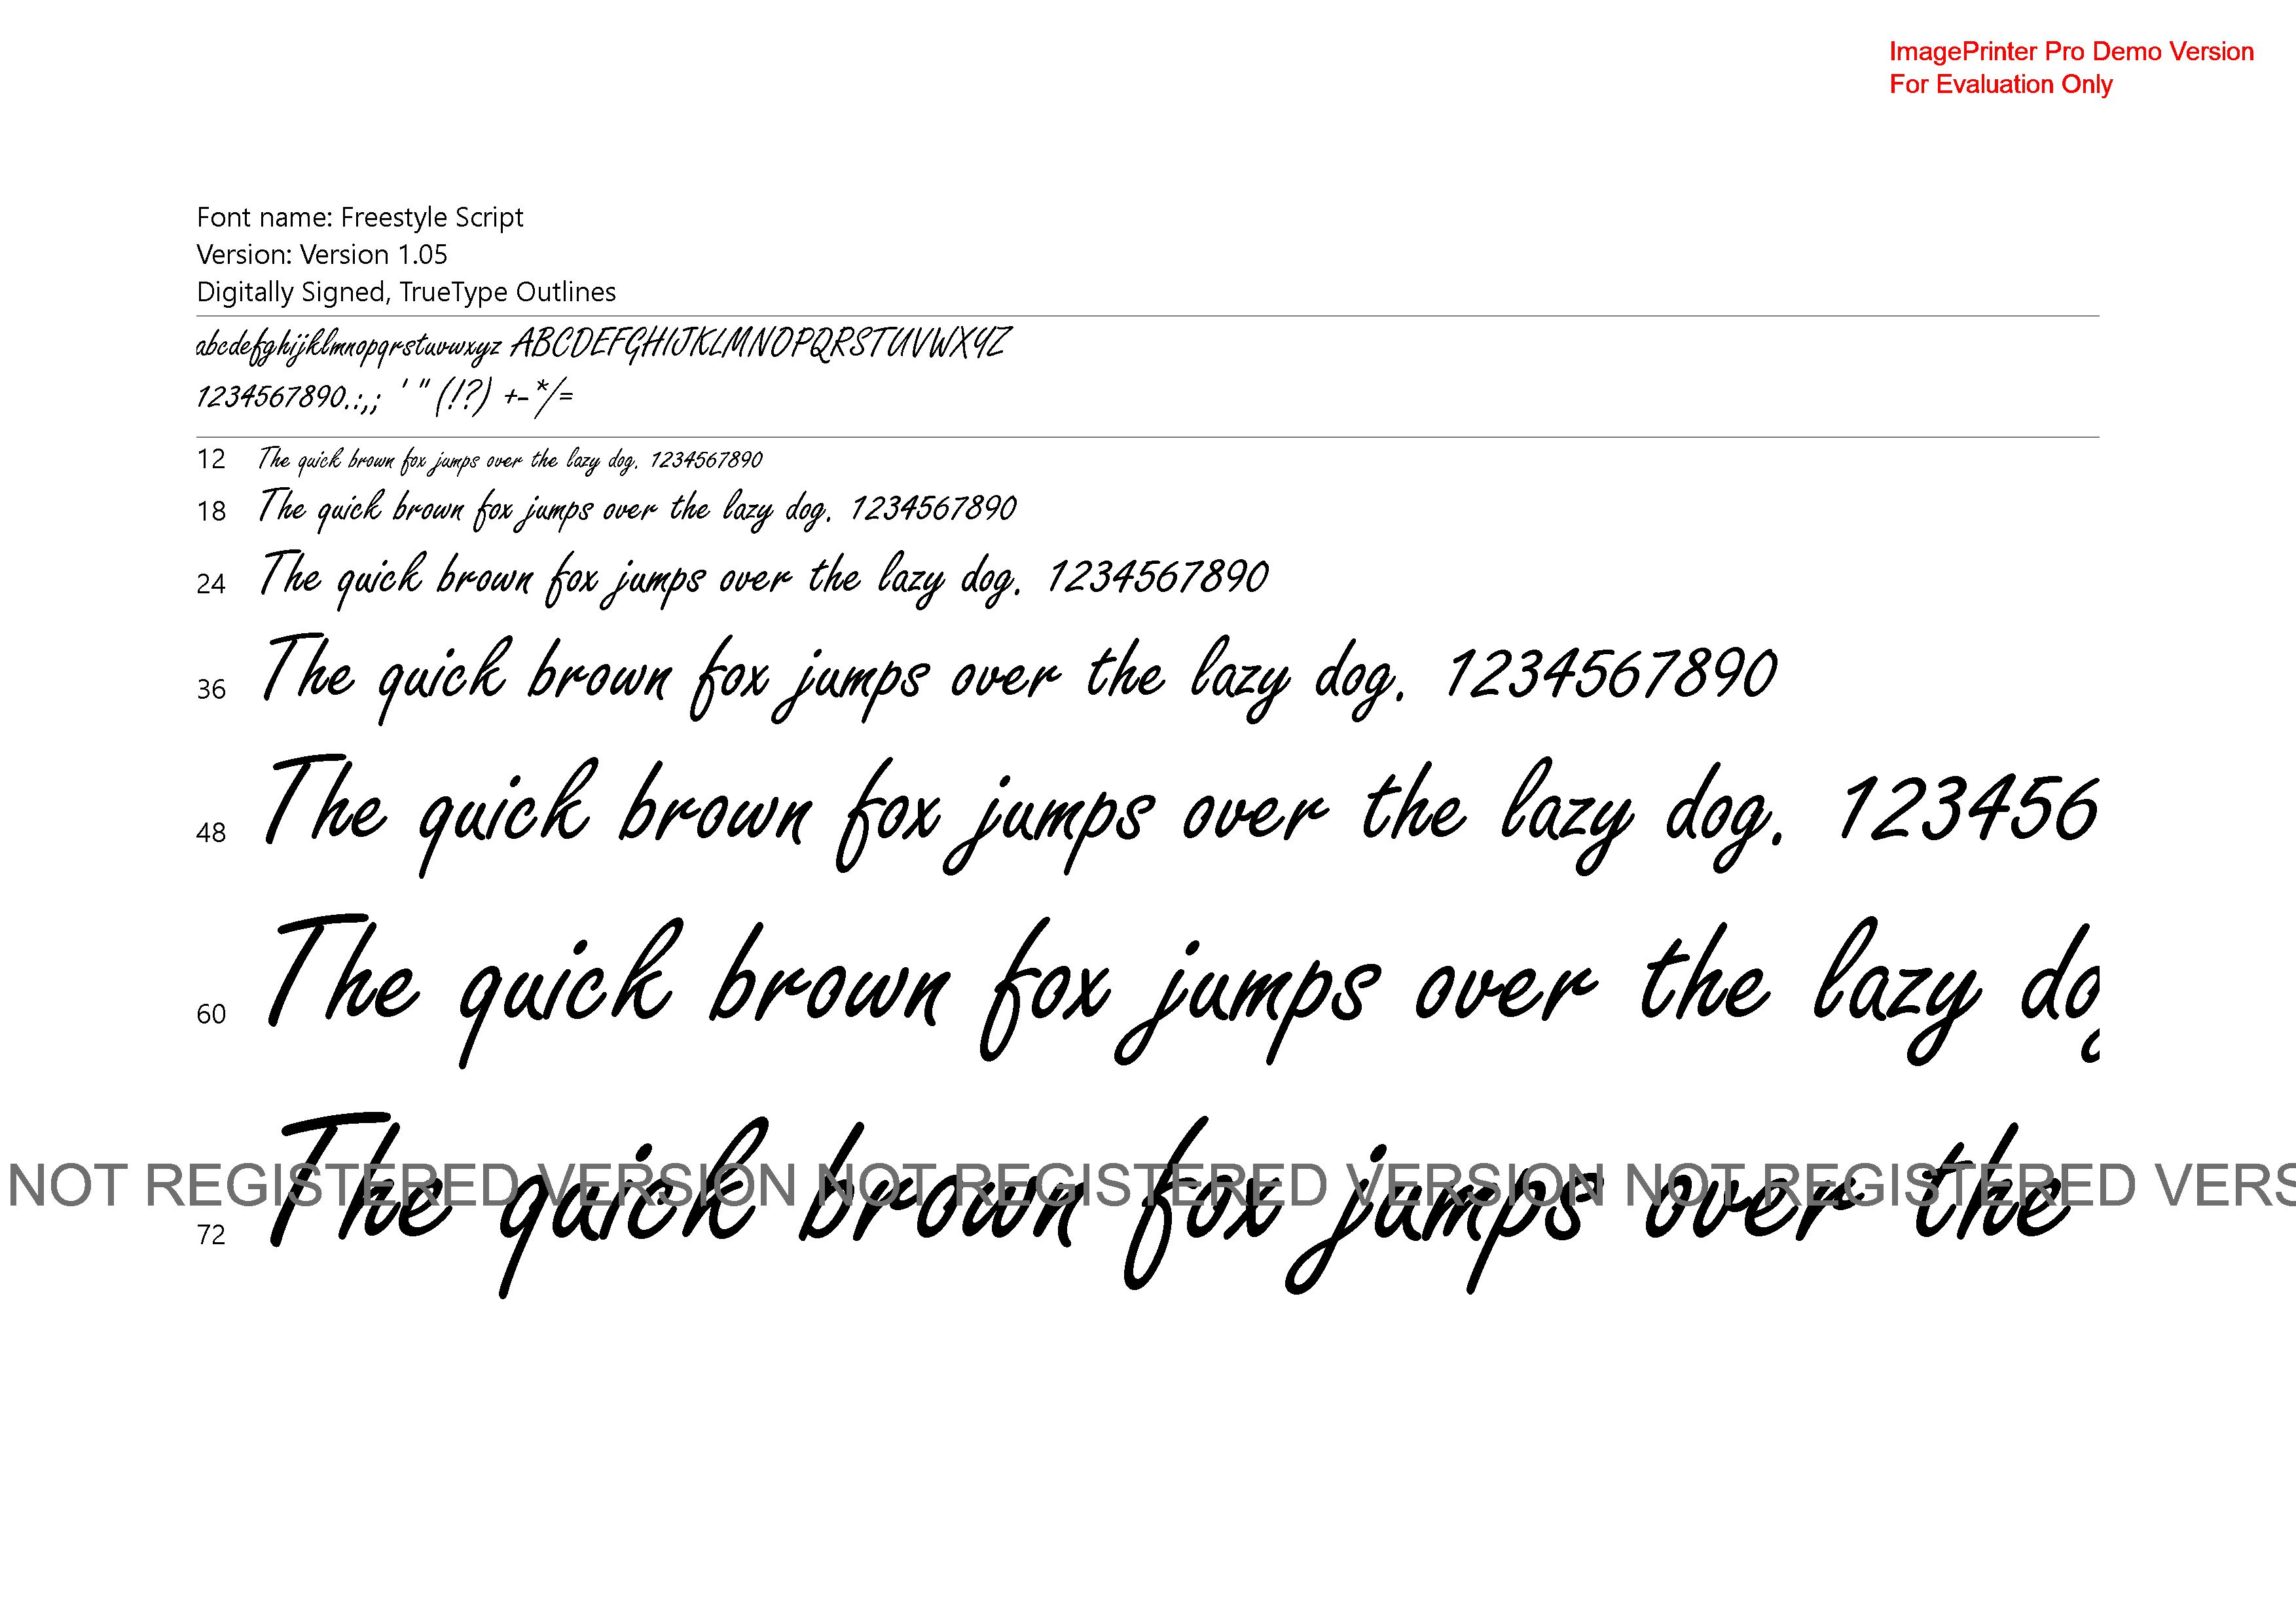 ImagePrinter Pro Demo Version
For Evaluation Only
Font name: Freestyle Script
Version: Version 1.05
Digitally Signed, TrueType Outlines
abcdefghijklmnopqrstuvwxyz ABCDEFGHIJKLMNOPQRSTUVWXYZ
1234567890.:,; ' " (!?) +-*/=
12 The quick brown fox jumps over the lazy dog. 1234567890
18 The quick brown fox jumps over the lazy dog. 1234567890
24 The quick brown fox jumps over the lazy dog. 1234567890
36 The quick brown fox jumps over the lazy dog. 1234567890
48 The quick brown fox jumps over the lazy dog. 123456
60 The quick brown fox jumps over the lazy dog
NOT REGISTERED VERSION NOT REGISTERED VERSION NOT REGISTERED VERS
72 The quick brown fox jumps over the